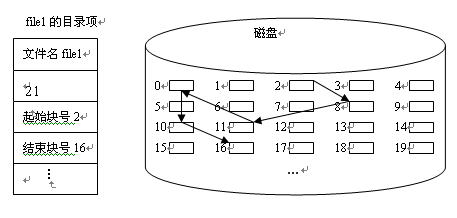 file1 的目录项
文件名 file1
21
起始块号 2
结束块号 16
⋮
磁盘
0 1 2 3 4
5 6 7 8 9
10 11 12 13 14
15 16 17 18 19
…